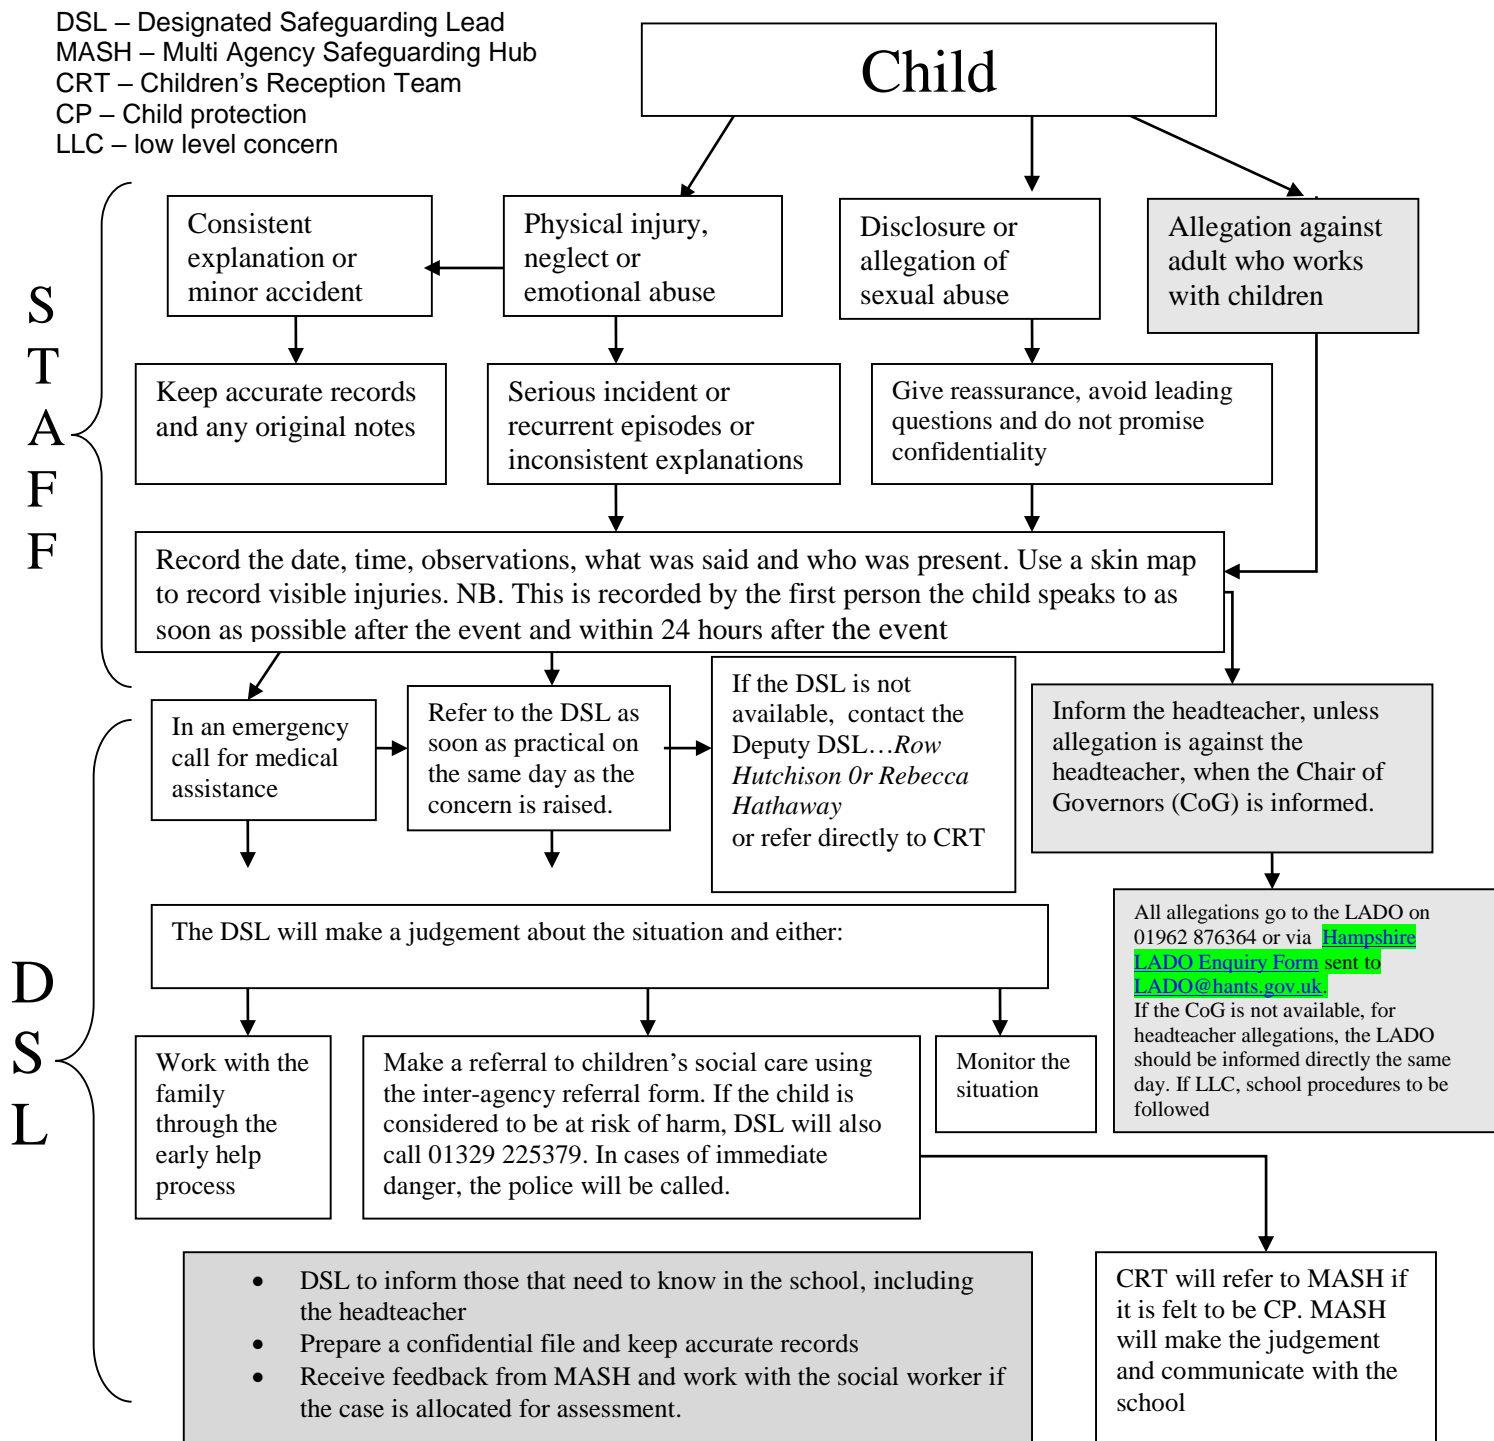 DSL – Designated Safeguarding Lead
MASH – Multi Agency Safeguarding Hub
CRT – Children's Reception Team
CP – Child protection
LLC – low level concern
Child
S
T
A
F
F
Consistent
explanation or
minor accident
Physical injury,
neglect or
emotional abuse
Disclosure or
allegation of
sexual abuse
Allegation against
adult who works
with children
Keep accurate records
and any original notes
Serious incident or
recurrent episodes or
inconsistent explanations
Give reassurance, avoid leading
questions and do not promise
confidentiality
Record the date, time, observations, what was said and who was present. Use a skin map
to record visible injuries. NB. This is recorded by the first person the child speaks to as
soon as possible after the event and within 24 hours after the event
D
S
L
In an emergency
call for medical
assistance
Refer to the DSL as
soon as practical on
the same day as the
concern is raised.
If the DSL is not
available,  contact the
Deputy DSL…Row
Hutchison 0r Rebecca
Hathaway
or refer directly to CRT
Inform the headteacher, unless
allegation is against the
headteacher, when the Chair of
Governors (CoG) is informed.
The DSL will make a judgement about the situation and either:
All allegations go to the LADO on
01962 876364 or via  Hampshire
LADO Enquiry Form sent to
LADO@hants.gov.uk.
If the CoG is not available, for
headteacher allegations, the LADO
should be informed directly the same
day. If LLC, school procedures to be
followed
Work with the
family
through the
early help
process
Make a referral to children's social care using
the inter-agency referral form. If the child is
considered to be at risk of harm, DSL will also
call 01329 225379. In cases of immediate
danger, the police will be called.
Monitor the
situation
• DSL to inform those that need to know in the school, including
the headteacher
• Prepare a confidential file and keep accurate records
• Receive feedback from MASH and work with the social worker if
the case is allocated for assessment.
CRT will refer to MASH if
it is felt to be CP. MASH
will make the judgement
and communicate with the
school